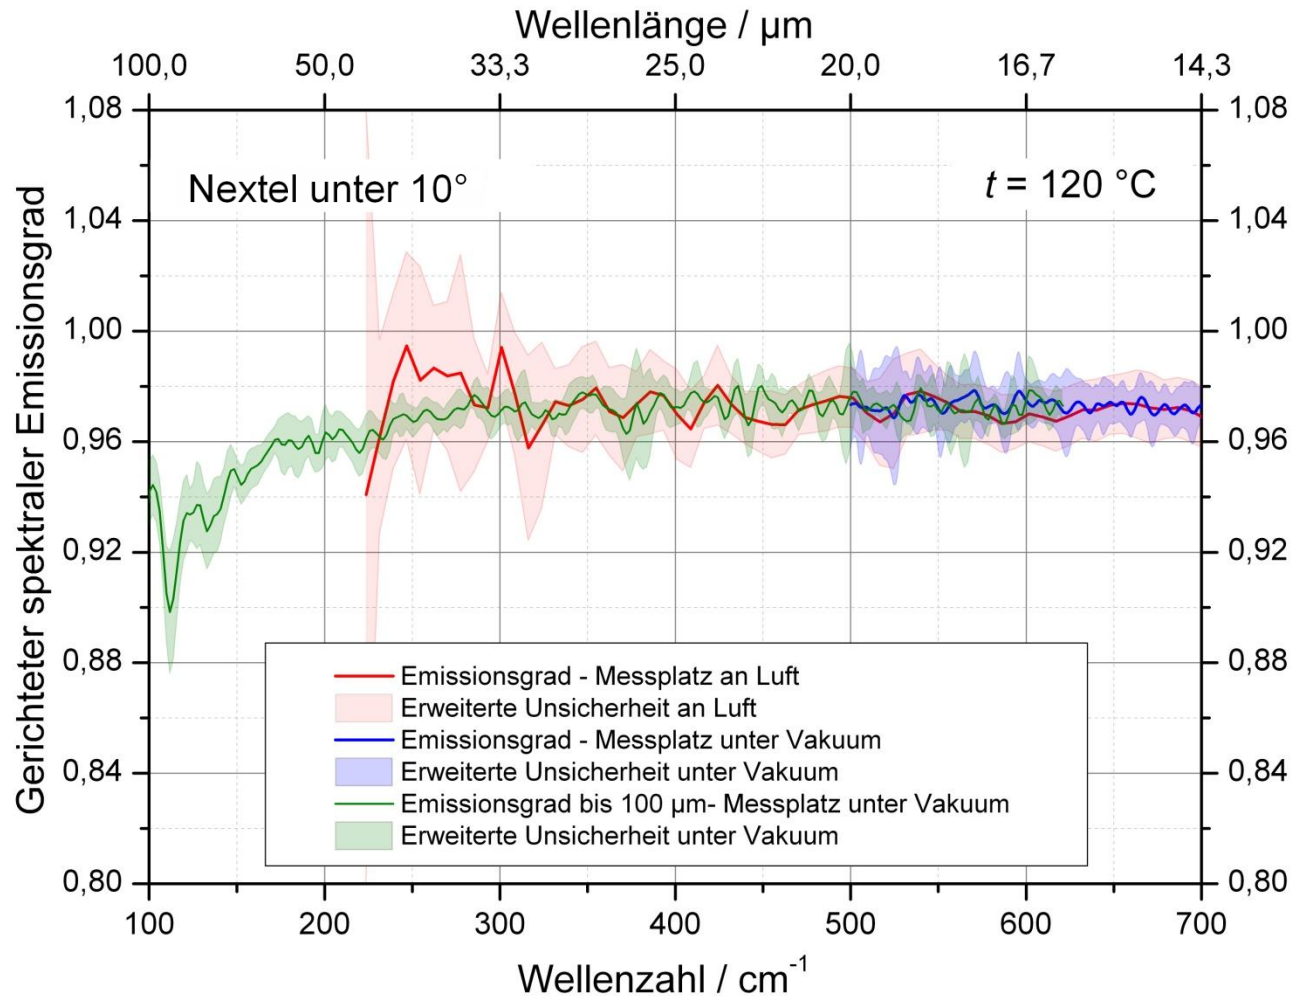 Wellenlänge / µm
100,0 50,0 33,3 25,0 20,0 16,7 14,3
1,08 1,08
Nextel unter 10° t = 120 °C
1,04 1,04
1,00 1,00
0,96 0,96
0,92 0,92
0,88 0,88
0,84 0,84
0,80 0,80
Gerichteter spektraler Emissionsgrad
Emissionsgrad - Messplatz an Luft
Erweiterte Unsicherheit an Luft
Emissionsgrad - Messplatz unter Vakuum
Erweiterte Unsicherheit unter Vakuum
Emissionsgrad bis 100 µm- Messplatz unter Vakuum
Erweiterte Unsicherheit unter Vakuum
100 200 300 400 500 600 700
Wellenzahl / cm⁻¹